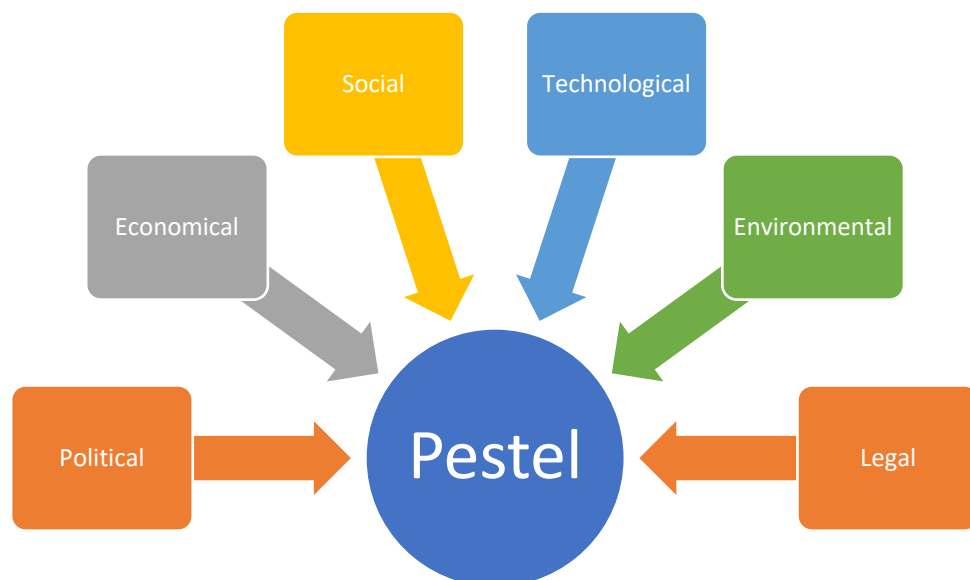 Social
Technological
Economical
Environmental
Political
Pestel
Legal